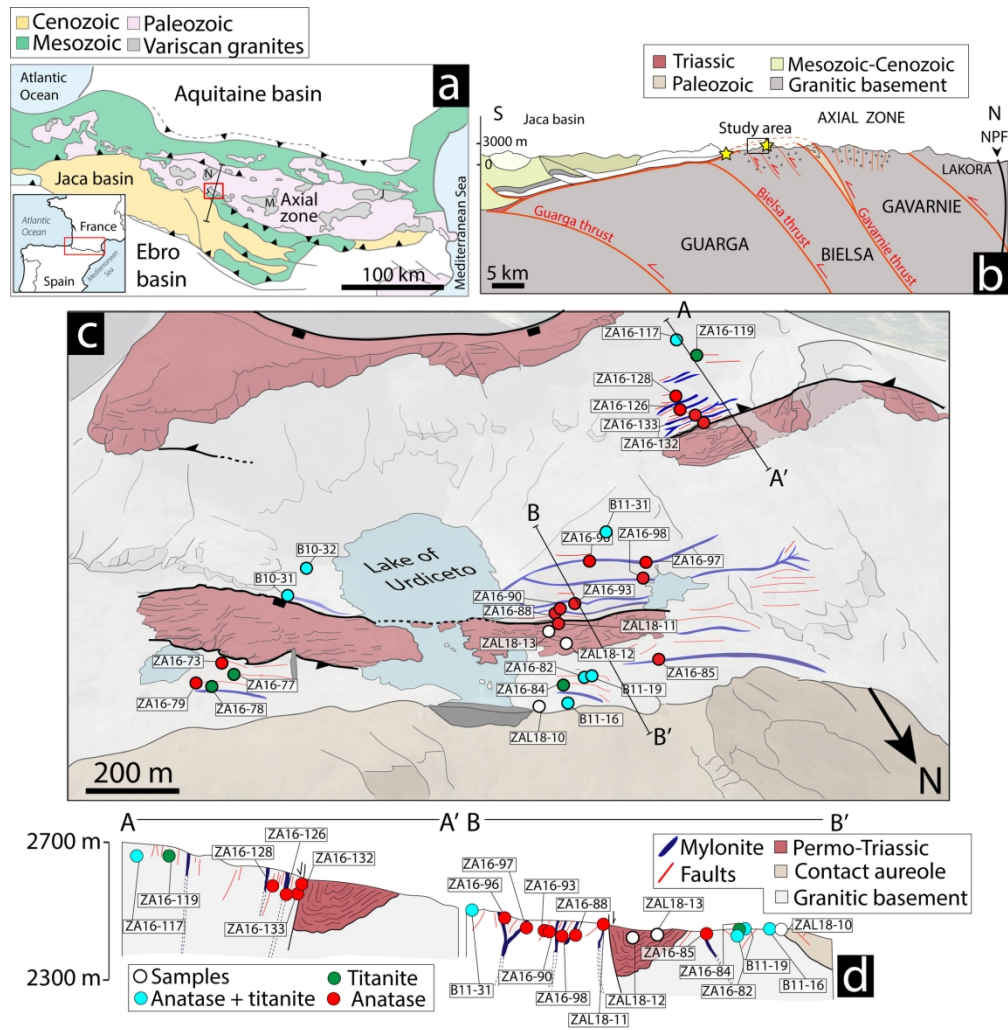 Cenozoic
Paleozoic
Mesozoic
Variscan granites
a
Atlantic
Ocean
Aquitaine basin
Jaca basin
N
M
Axial
zone
Ebro
basin
100 km
Mediterranean Sea
Atlantic
Ocean
France
Spain
Mediterranean
Sea
Triassic
Paleozoic
Mesozoic-Cenozoic
Granitic basement
S
Jaca basin
AXIAL ZONE
N
NPF
3000 m
0
Study area
LAKORA
GAVARNIE
GUARGA
BIELSA
Guarga thrust
Bielsa thrust
Gavarnie thrust
5 km
b
c
A
ZA16-117
ZA16-119
ZA16-128
ZA16-126
ZA16-133
ZA16-132
A'
B
B11-31
ZA16-96
ZA16-98
ZA16-97
B10-32
B10-31
Lake of
Urdiceto
ZA16-93
ZA16-90
ZA16-88
ZAL18-11
ZAL18-13
ZAL18-12
ZA16-73
ZA16-77
ZA16-82
ZA16-85
ZA16-79
ZA16-78
ZA16-84
B11-19
B11-16
ZAL18-10
B'
200 m
N
A
A'
B
B'
2700 m
2300 m
ZA16-126
ZA16-128
ZA16-132
ZA16-119
ZA16-117
ZA16-133
ZA16-97
ZA16-96
ZA16-93
ZA16-88
ZAL18-13
ZA16-85
ZA16-84
ZAL18-10
B11-31
ZA16-90
ZA16-98
ZAL18-11
ZAL18-12
ZA16-82
B11-19
B11-16
Mylonite
Faults
Permo-Triassic
Contact aureole
Granitic basement
Samples
Titanite
Anatase + titanite
Anatase
d